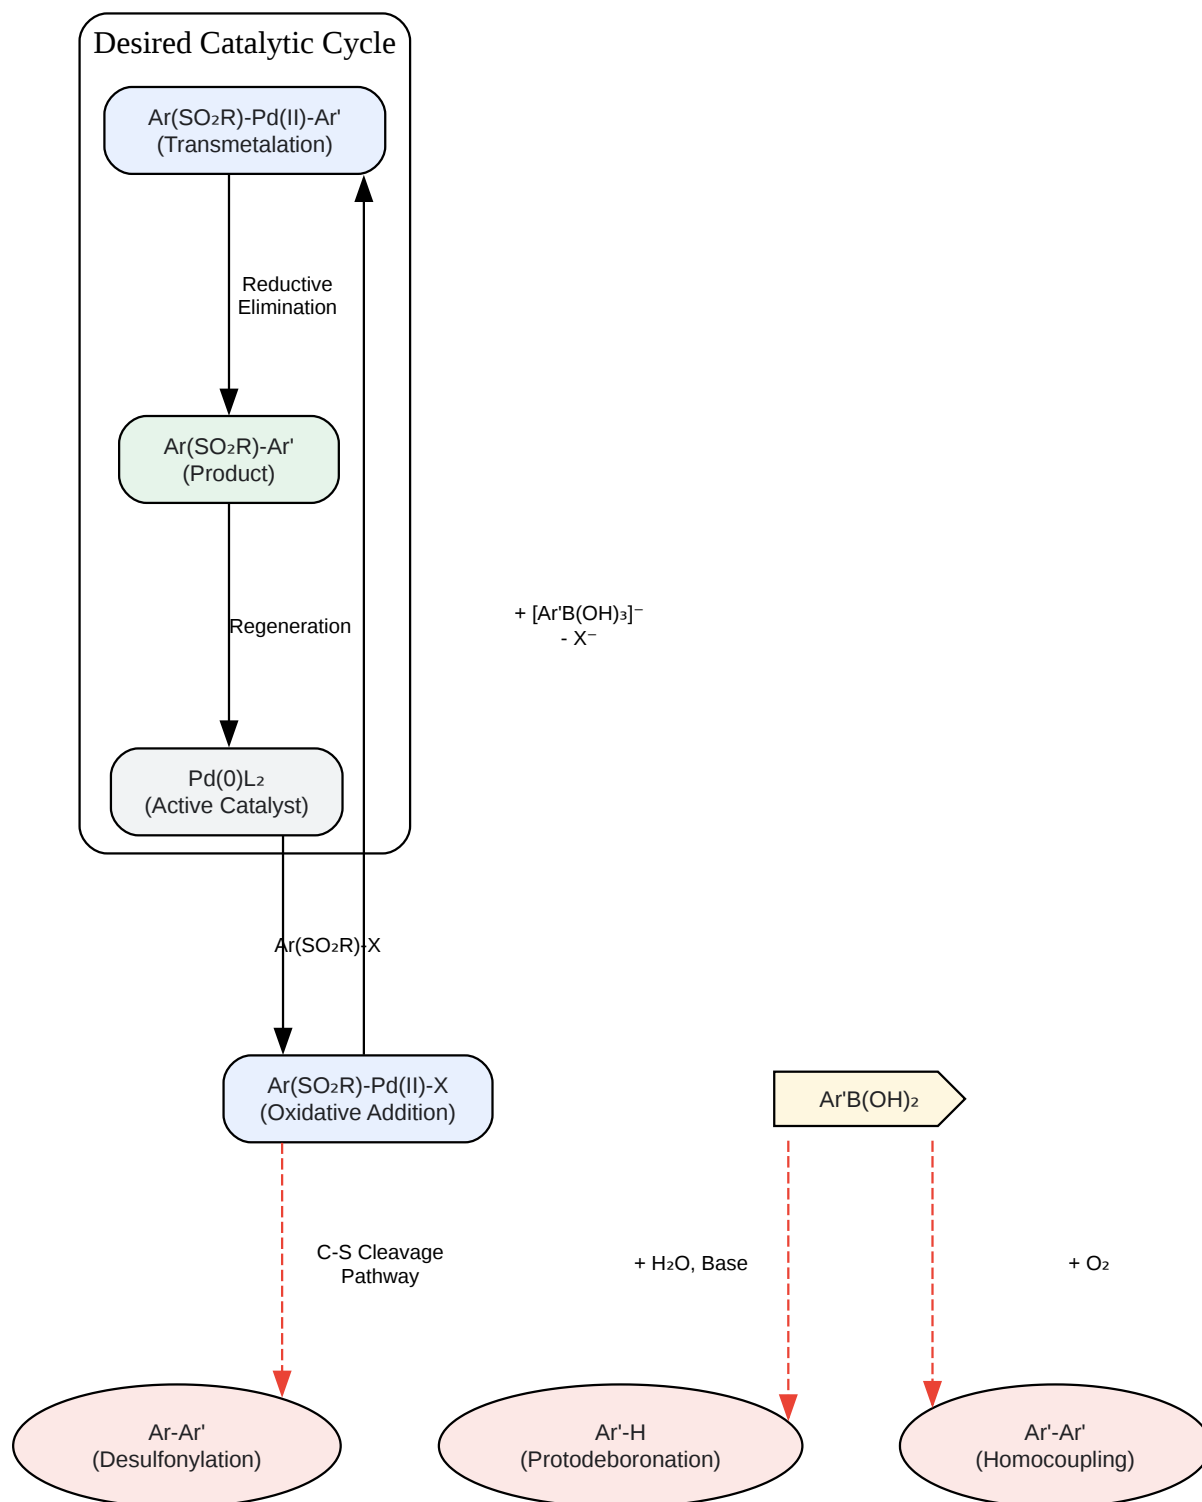 Desired Catalytic Cycle
Ar(SO₂R)-Pd(II)-Ar'
(Transmetalation)
Reductive
Elimination
Ar(SO₂R)-Ar'
(Product)
Regeneration
+ [Ar'B(OH)₃]⁻
- X⁻
Pd(0)L₂
(Active Catalyst)
Ar(SO₂R)-X
Ar(SO₂R)-Pd(II)-X
(Oxidative Addition)
Ar'B(OH)₂
C-S Cleavage
Pathway
+ H₂O, Base
+ O₂
Ar-Ar'
(Desulfonylation)
Ar'-H
(Protodeboronation)
Ar'-Ar'
(Homocoupling)